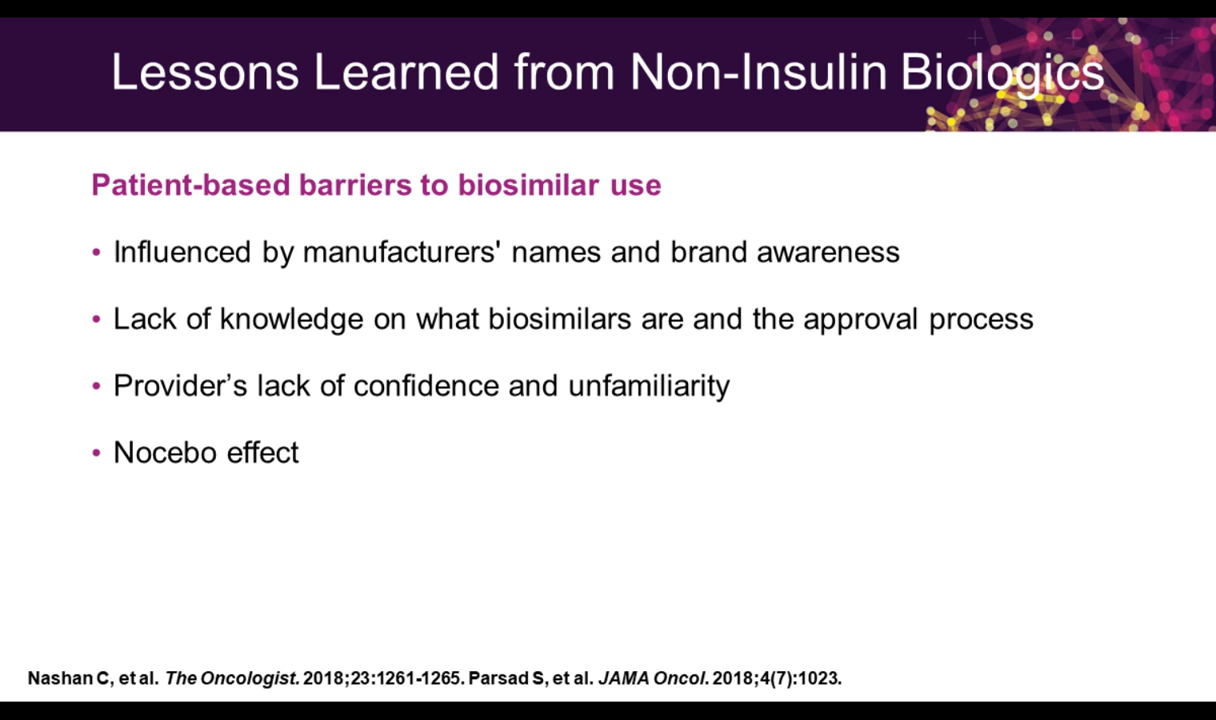 Lessons Learned from Non-Insulin Biologics
Patient-based barriers to biosimilar use
• Influenced by manufacturers' names and brand awareness
• Lack of knowledge on what biosimilars are and the approval process
• Provider’s lack of confidence and unfamiliarity
• Nocebo effect
Nashan C, et al. The Oncologist. 2018;23:1261-1265. Parsad S, et al. JAMA Oncol. 2018;4(7):1023.